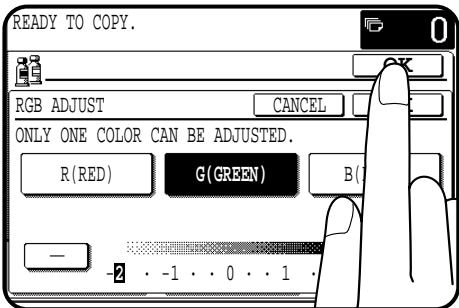 READY TO COPY. 0
OK
RGB ADJUST CANCEL
ONLY ONE COLOR CAN BE ADJUSTED.
R(RED) G(GREEN) B(
-2 · -1 · · 0 · · 1 ·